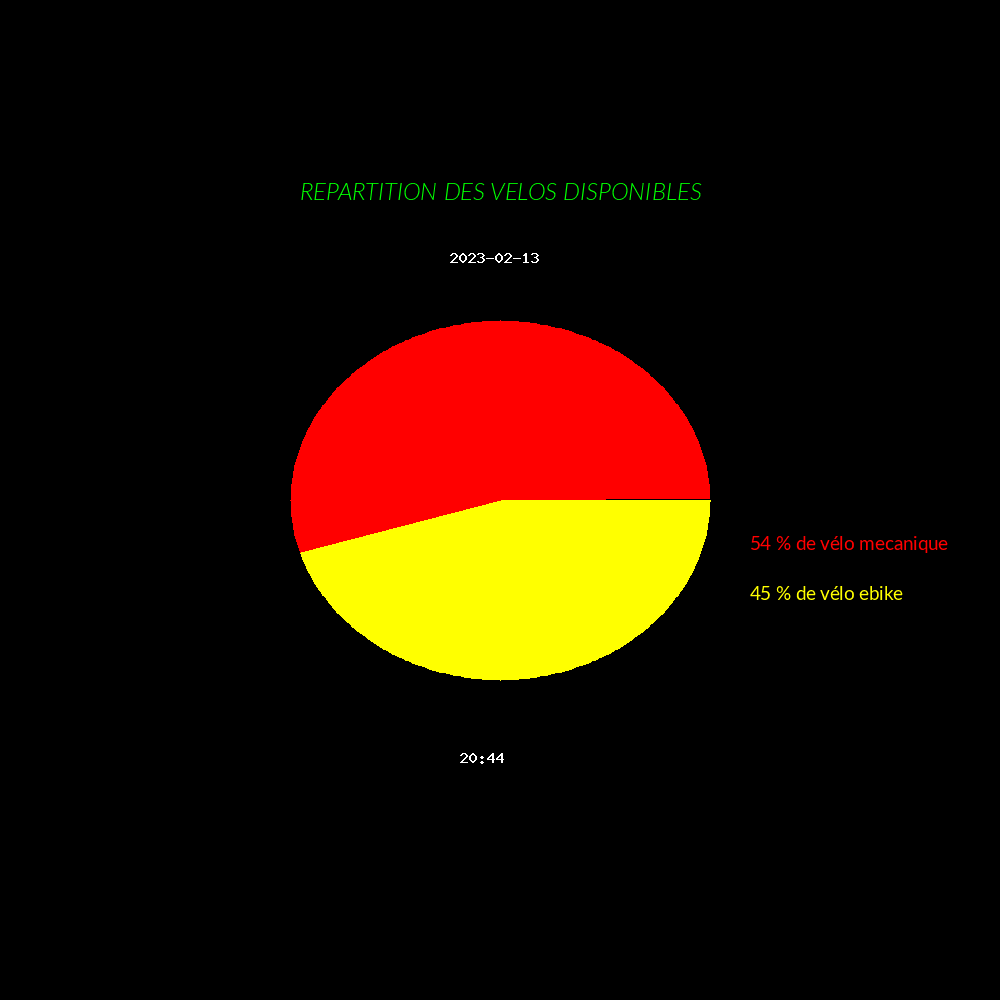 REPARTITION DES VELOS DISPONIBLES
2023-02-13
54 % de vélo mecanique
45 % de vélo ebike
20:44